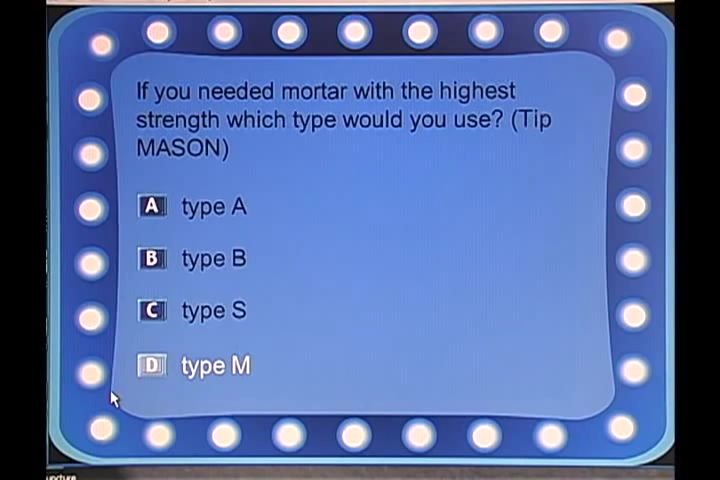 If you needed mortar with the highest
strength which type would you use? (Tip
MASON)
A type A
B type B
C type S
D type M
uncture